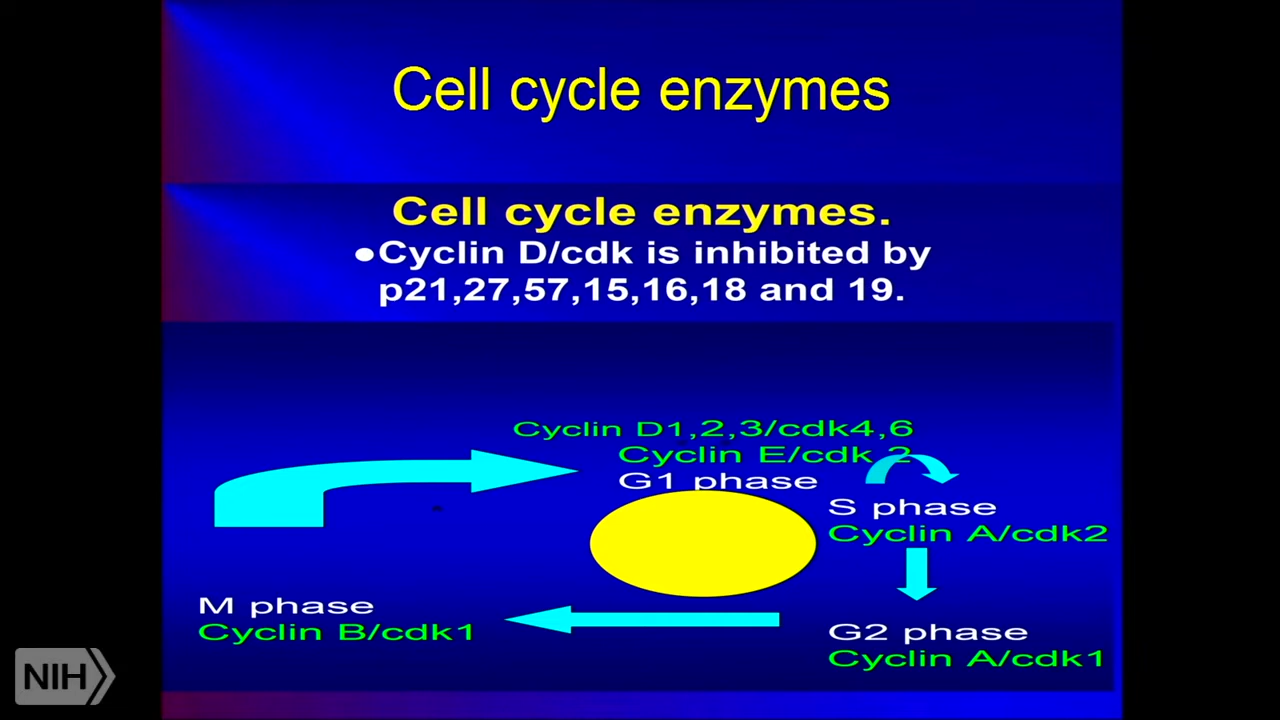 Cell cycle enzymes
Cell cycle enzymes.
●Cyclin D/cdk is inhibited by
p21,27,57,15,16,18 and 19.
Cyclin D1,2,3/cdk4,6
Cyclin E/cdk 2
G1 phase
S phase
Cyclin A/cdk2
M phase
Cyclin B/cdk1
G2 phase
Cyclin A/cdk1
NIH